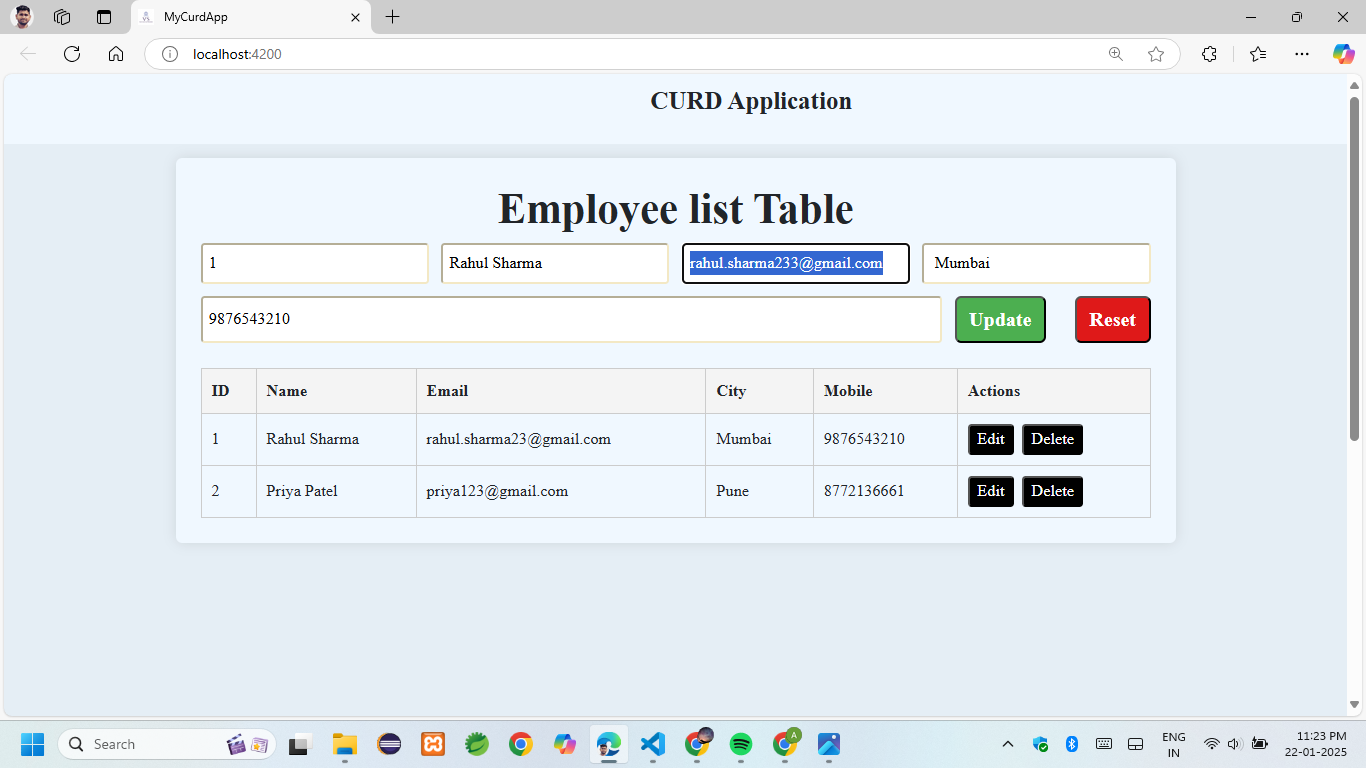 MyCurdApp
localhost:4200
CURD Application
Employee list Table
1 Rahul Sharma rahul.sharma233@gmail.com Mumbai
9876543210 Update Reset
ID Name Email City Mobile Actions
1 Rahul Sharma rahul.sharma23@gmail.com Mumbai 9876543210 Edit Delete
2 Priya Patel priya123@gmail.com Pune 8772136661 Edit Delete
Search
A
ENG
IN
11:23 PM
22-01-2025